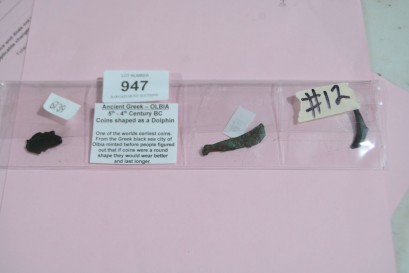 LOT NUMBER
947
#12
Ancient Greek - OLBIA
5th - 4th Century BC
Coins shaped as a Dolphin
One of the worlds earliest coins.
From the Greek black sea city of
Olbia minted before people figured
out that if coins were a round
shape they would wear better
and last longer.